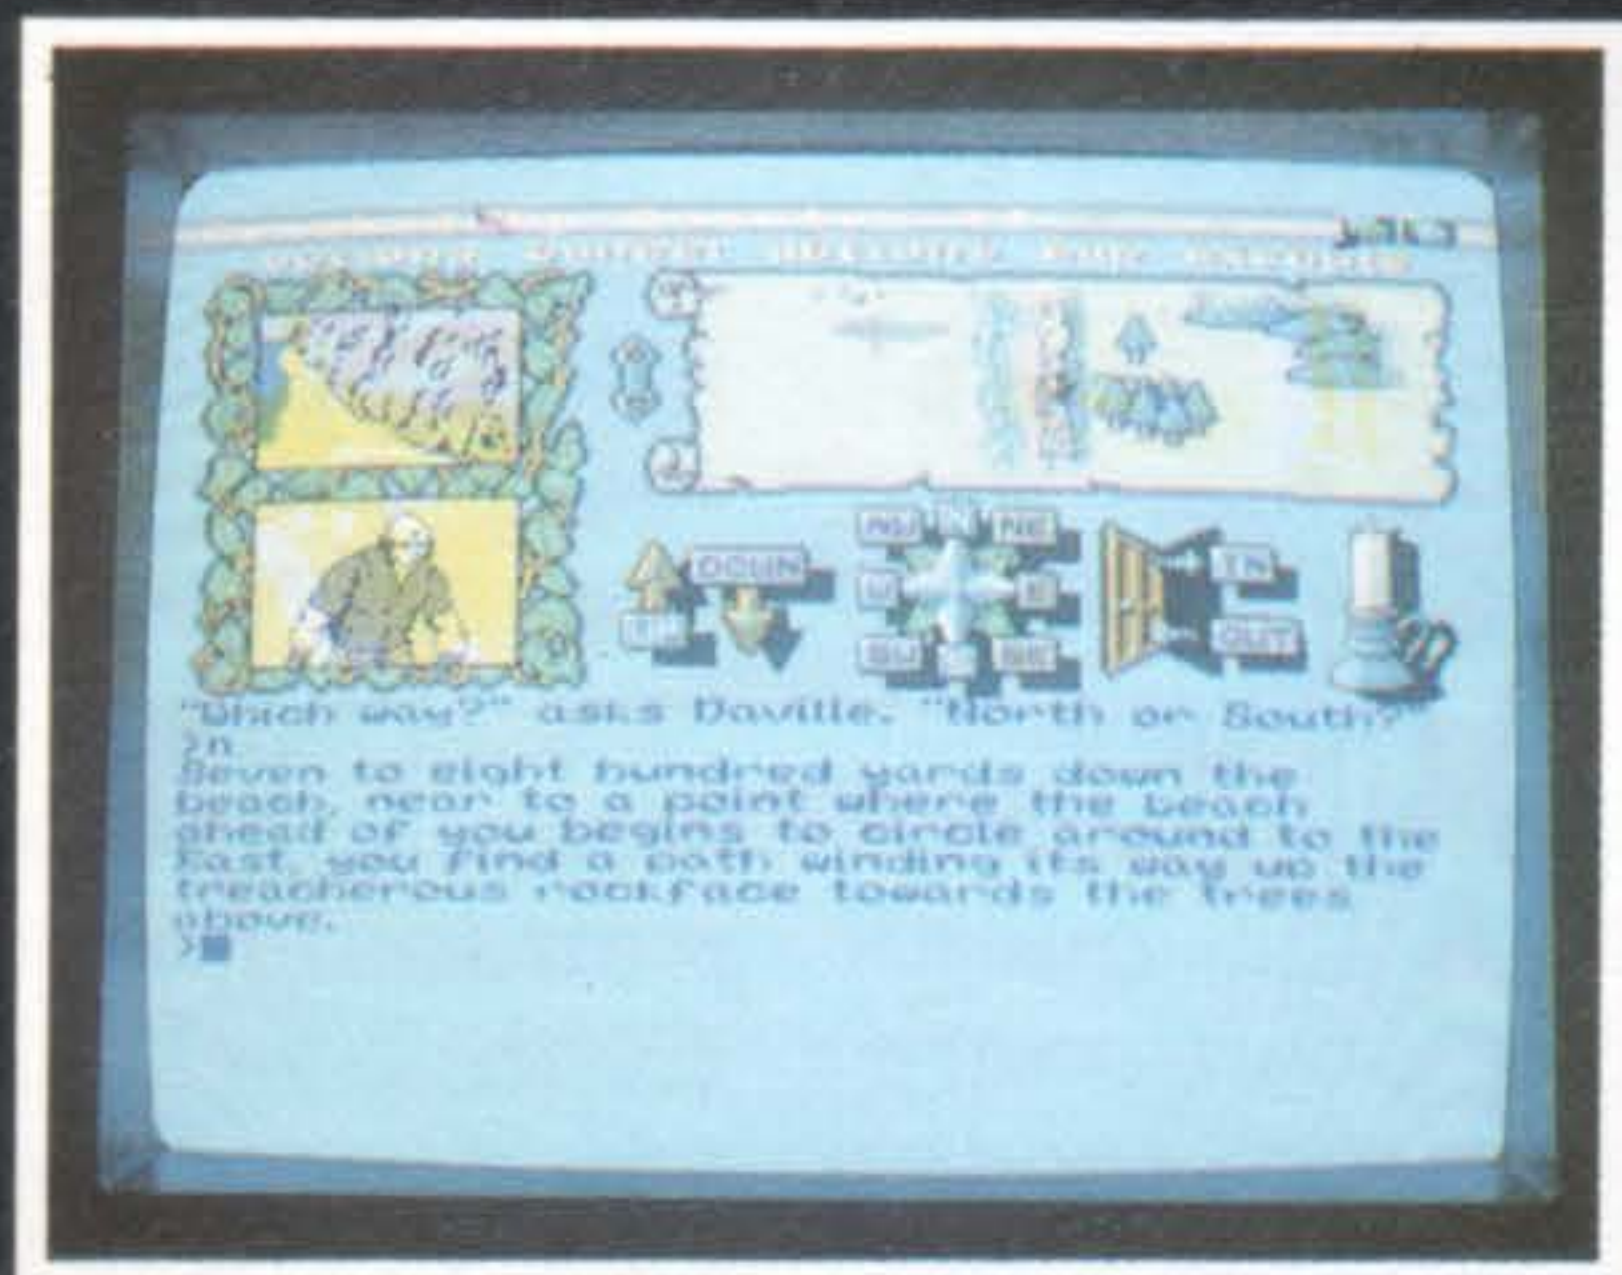 DOWN
UP
NW
N
NE
W
E
SW
S
SE
IN
OUT
"Which way?" asks Daville. "North or South?"
>n
Seven to eight hundred yards down the
beach, near to a point where the beach
ahead of you begins to circle around to the
East, you find a path winding its way up the
treacherous rockface towards the trees
above.
>